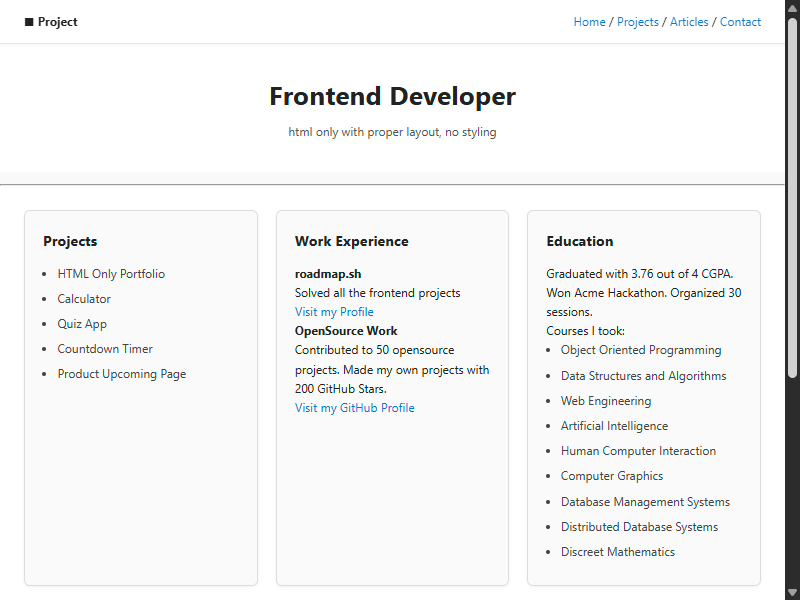 ■ Project
Home / Projects / Articles / Contact
Frontend Developer
html only with proper layout, no styling
Projects
HTML Only Portfolio
Calculator
Quiz App
Countdown Timer
Product Upcoming Page
Work Experience
roadmap.sh
Solved all the frontend projects
Visit my Profile
OpenSource Work
Contributed to 50 opensource
projects. Made my own projects with
200 GitHub Stars.
Visit my GitHub Profile
Education
Graduated with 3.76 out of 4 CGPA.
Won Acme Hackathon. Organized 30
sessions.
Courses I took:
Object Oriented Programming
Data Structures and Algorithms
Web Engineering
Artificial Intelligence
Human Computer Interaction
Computer Graphics
Database Management Systems
Distributed Database Systems
Discreet Mathematics